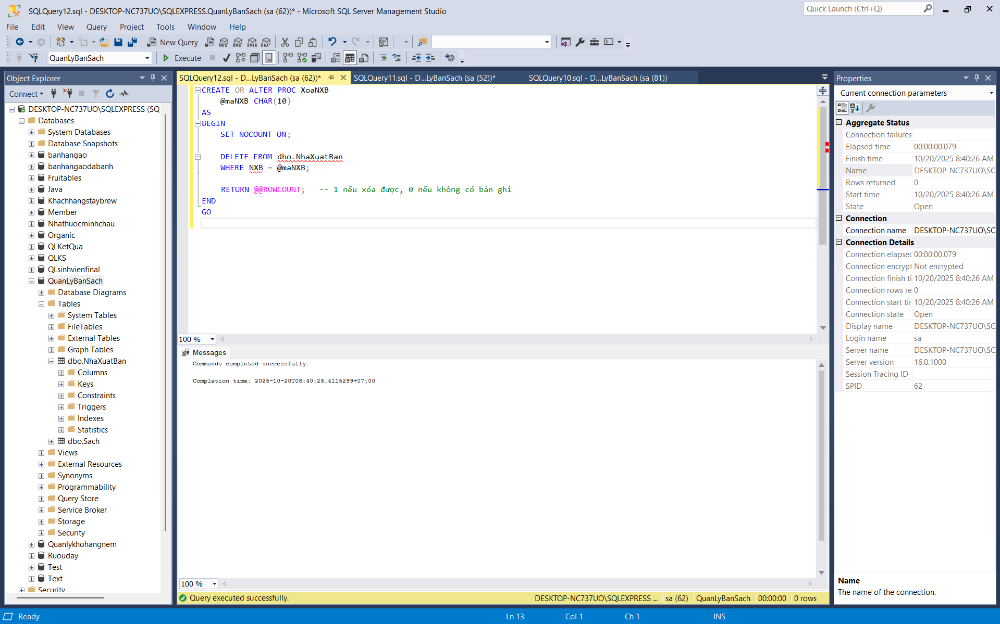 SQLQuery12.sql - DESKTOP-NC737UO\SQLEXPRESS.QuanLyBanSach (sa (62))* - Microsoft SQL Server Management Studio
Quick Launch (Ctrl+Q)
File Edit View Query Project Tools Window Help
New Query MDX DMX XMLA DAX
QuanLyBanSach Execute
Object Explorer
Connect
DESKTOP-NC737UO\SQLEXPRESS (SQ
Databases
System Databases
Database Snapshots
banhangao
banhangaodabanh
Fruitables
Java
Khachhangstaybrew
Member
Nhathuocminhchau
Organic
QLKetQua
QLKS
QLsinhvienfinal
QuanLyBanSach
Database Diagrams
Tables
System Tables
FileTables
External Tables
Graph Tables
dbo.NhaXuatBan
Columns
Keys
Constraints
Triggers
Indexes
Statistics
dbo.Sach
Views
External Resources
Synonyms
Programmability
Query Store
Service Broker
Storage
Security
Quanlykhohangnem
Ruouday
Test
Text
Security
SQLQuery12.sql - D...LyBanSach (sa (62))* SQLQuery11.sql - D...LyBanSach (sa (52))* SQLQuery10.sql - D...LyBanSach (sa (81))
CREATE OR ALTER PROC XoaNXB
@maNXB CHAR(10)
AS
BEGIN
SET NOCOUNT ON;
DELETE FROM dbo.NhaXuatBan
WHERE NXB = @maNXB;
RETURN @@ROWCOUNT; -- 1 nếu xóa được, 0 nếu không có bản ghi
END
GO
100 %
Messages
Commands completed successfully.
Completion time: 2025-10-20T08:40:26.4115299+07:00
100 %
Query executed successfully. DESKTOP-NC737UO\SQLEXPRESS ... sa (62) QuanLyBanSach 00:00:00 0 rows
Properties
Current connection parameters
Aggregate Status
Connection failures
Elapsed time 00:00:00.079
Finish time 10/20/2025 8:40:26 AM
Name DESKTOP-NC737UO\SQ
Rows returned 0
Start time 10/20/2025 8:40:26 AM
State Open
Connection
Connection name DESKTOP-NC737UO\SQ
Connection Details
Connection elapsec 00:00:00.079
Connection encrypt Not encrypted
Connection finish ti 10/20/2025 8:40:26 AM
Connection rows re 0
Connection start tir 10/20/2025 8:40:26 AM
Connection state Open
Display name DESKTOP-NC737UO\SQ
Login name sa
Server name DESKTOP-NC737UO\SQ
Server version 16.0.1000
Session Tracing ID
SPID 62
Name
The name of the connection.
Ready Ln 13 Col 1 Ch 1 INS